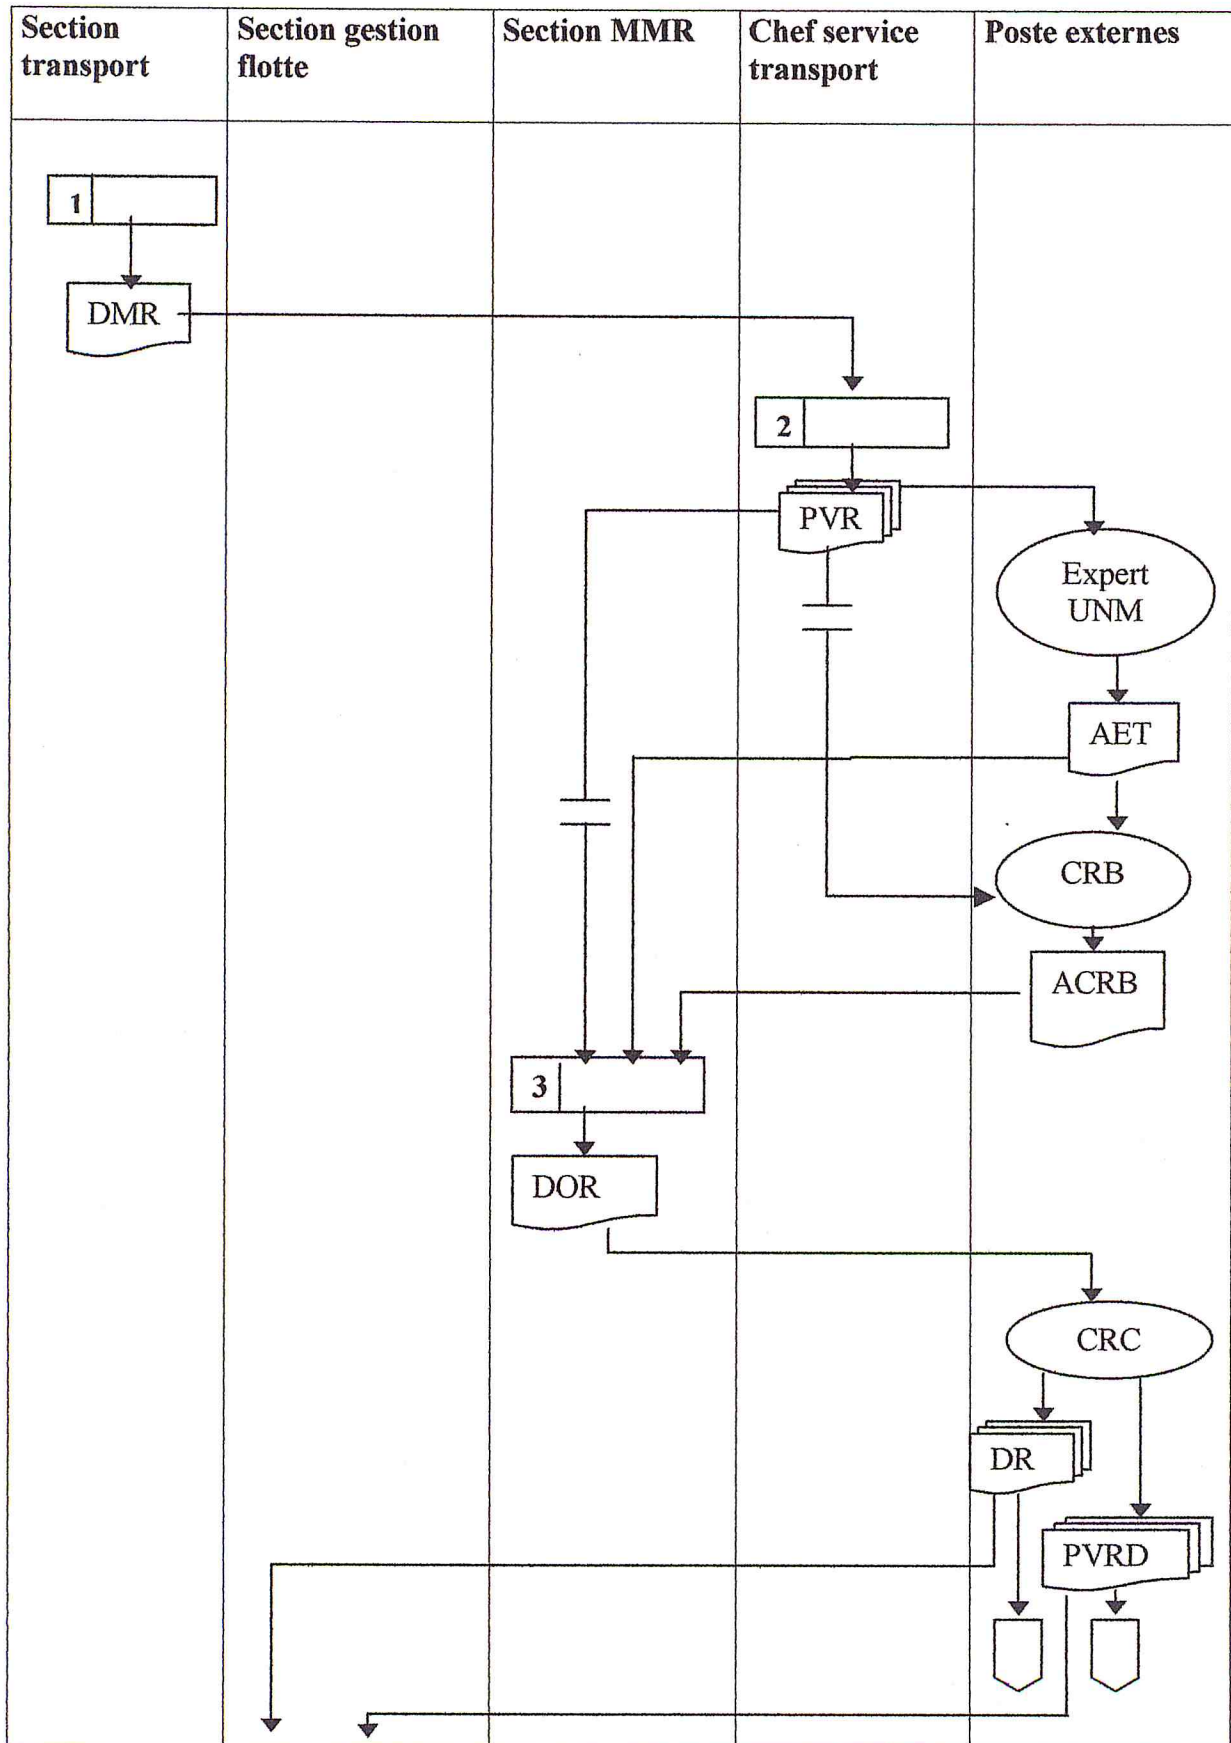 Section
transport
Section gestion
flotte
Section MMR
Chef service
transport
Poste externes
1
DMR
2
PVR
Expert
UNM
AET
CRB
ACRB
3
DOR
CRC
DR
PVRD